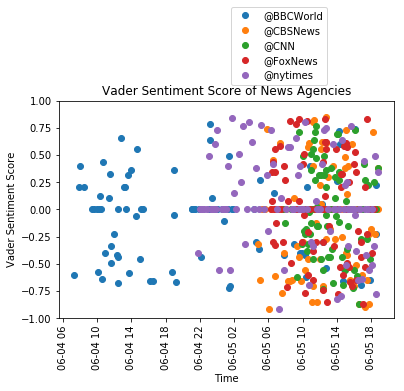 @BBCWorld
@CBSNews
@CNN
@FoxNews
@nytimes
Vader Sentiment Score of News Agencies
1.00
0.75
0.50
0.25
0.00
−0.25
−0.50
−0.75
−1.00
Vader Sentiment Score
06-04 06
06-04 10
06-04 14
06-04 18
06-04 22
06-05 02
06-05 06
06-05 10
06-05 14
06-05 18
Time